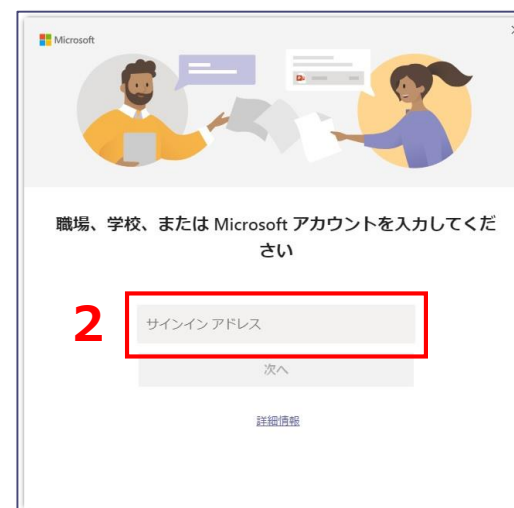 Microsoft
職場、学校、または Microsoft アカウントを入力してくだ
さい
2
サインイン アドレス
次へ
詳細情報